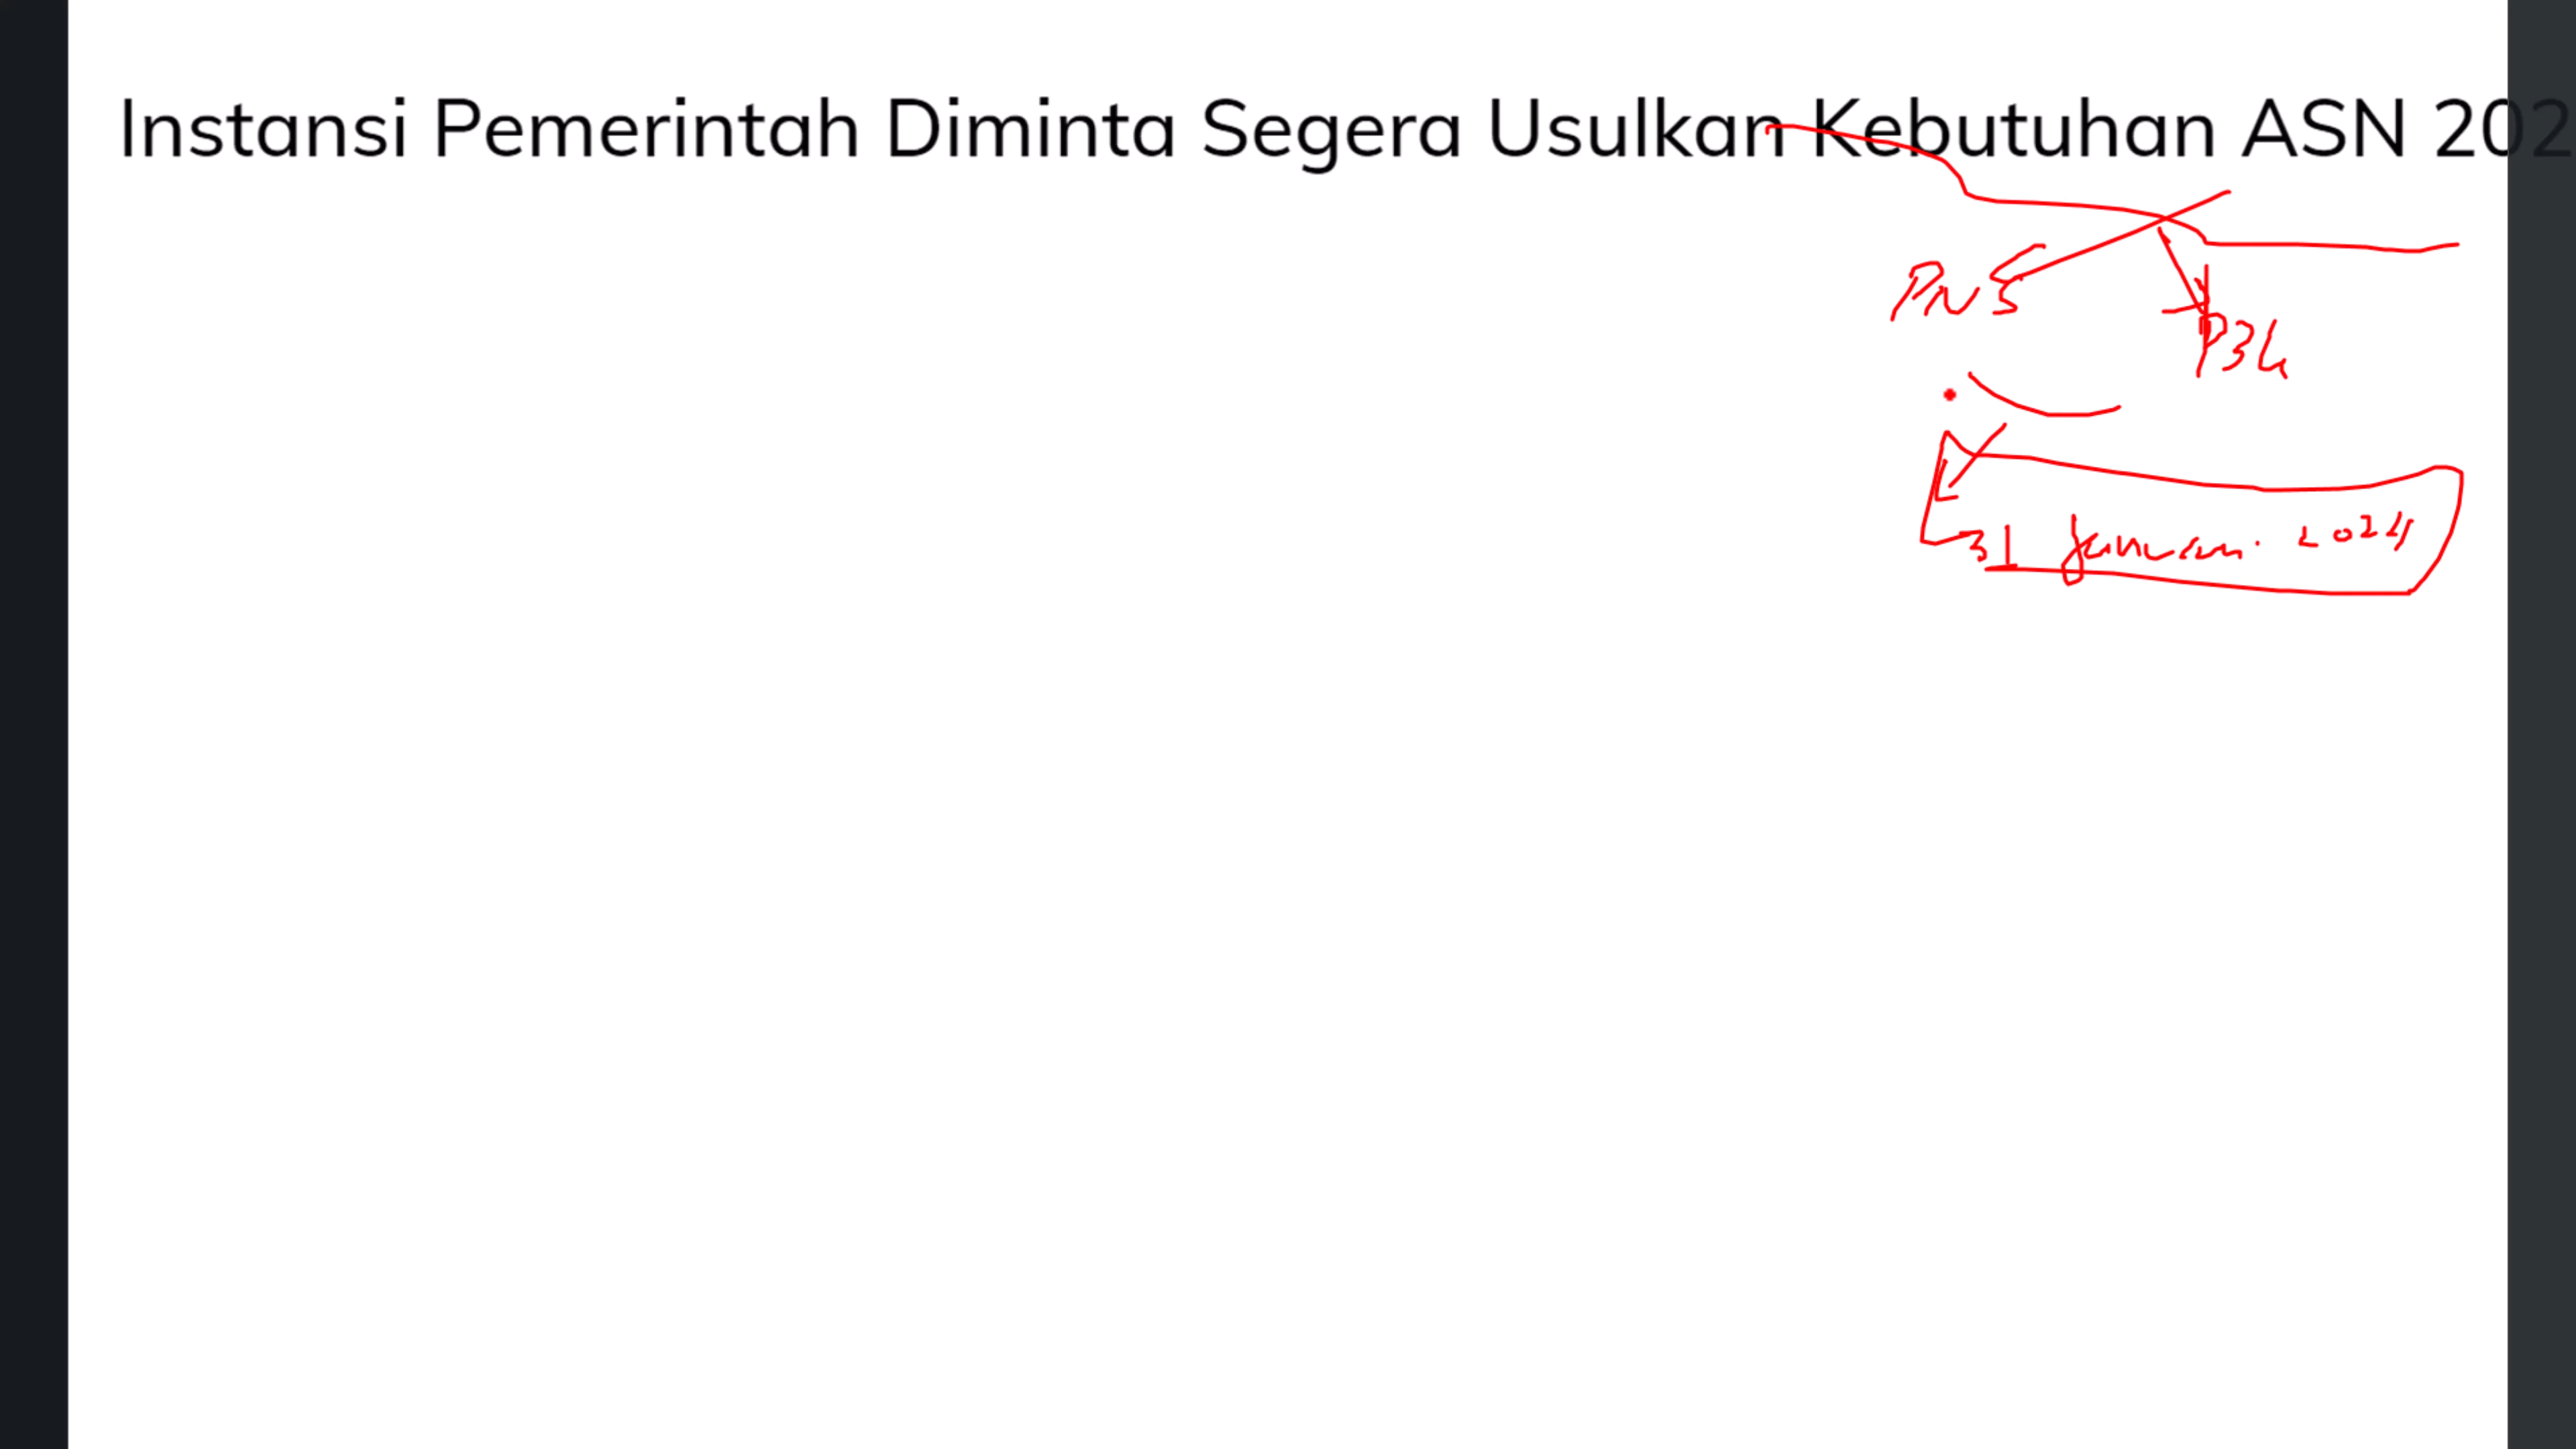 Instansi Pemerintah Diminta Segera Usulkan Kebutuhan ASN 202
PNS
P3k
31 Januari 2024